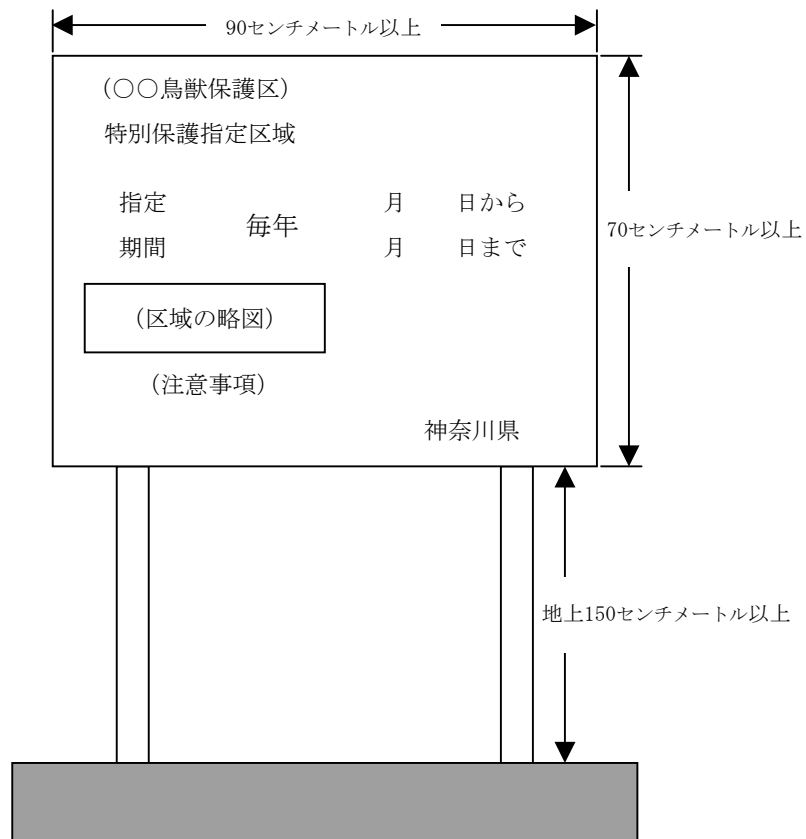 90センチメートル以上
(○○鳥獣保護区)
特別保護指定区域
指定 毎年 月 日から
期間 月 日まで
70センチメートル以上
(区域の略図)
(注意事項)
神奈川県
地上150センチメートル以上